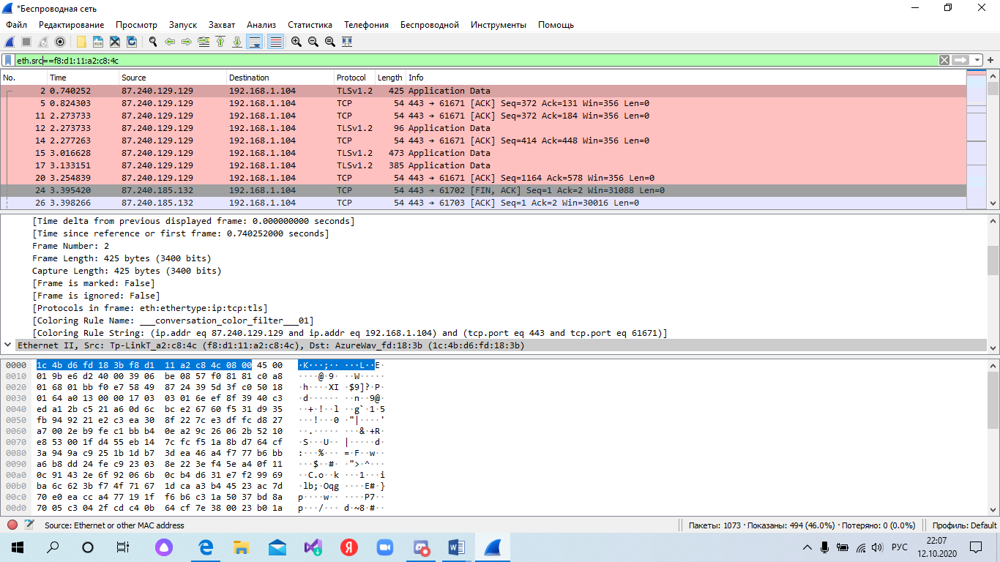 *Беспроводная сеть
Файл Редактирование Просмотр Запуск Захват Анализ Статистика Телефония Беспроводной Инструменты Помощь
eth.src==f8:d1:11:a2:c8:4c
No. Time Source Destination Protocol Length Info
2 0.740252 87.240.129.129 192.168.1.104 TLSv1.2 425 Application Data
5 0.824303 87.240.129.129 192.168.1.104 TCP 54 443 → 61671 [ACK] Seq=372 Ack=131 Win=356 Len=0
11 2.273733 87.240.129.129 192.168.1.104 TCP 54 443 → 61671 [ACK] Seq=372 Ack=184 Win=356 Len=0
12 2.273733 87.240.129.129 192.168.1.104 TLSv1.2 96 Application Data
14 2.277263 87.240.129.129 192.168.1.104 TCP 54 443 → 61671 [ACK] Seq=414 Ack=448 Win=356 Len=0
15 3.016628 87.240.129.129 192.168.1.104 TLSv1.2 473 Application Data
17 3.133151 87.240.129.129 192.168.1.104 TLSv1.2 385 Application Data
20 3.254839 87.240.129.129 192.168.1.104 TCP 54 443 → 61671 [ACK] Seq=1164 Ack=578 Win=356 Len=0
24 3.395420 87.240.185.132 192.168.1.104 TCP 54 443 → 61702 [FIN, ACK] Seq=1 Ack=2 Win=31088 Len=0
26 3.398266 87.240.185.132 192.168.1.104 TCP 54 443 → 61703 [ACK] Seq=1 Ack=2 Win=30016 Len=0
[Time delta from previous displayed frame: 0.000000000 seconds]
[Time since reference or first frame: 0.740252000 seconds]
Frame Number: 2
Frame Length: 425 bytes (3400 bits)
Capture Length: 425 bytes (3400 bits)
[Frame is marked: False]
[Frame is ignored: False]
[Protocols in frame: eth:ethertype:ip:tcp:tls]
[Coloring Rule Name: ___conversation_color_filter___01]
[Coloring Rule String: (ip.addr eq 87.240.129.129 and ip.addr eq 192.168.1.104) and (tcp.port eq 443 and tcp.port eq 61671)]
Ethernet II, Src: Tp-LinkT_a2:c8:4c (f8:d1:11:a2:c8:4c), Dst: AzureWav_fd:18:3b (1c:4b:d6:fd:18:3b)
0000 1c 4b d6 fd 18 3b f8 d1 11 a2 c8 4c 08 00 45 00 ·K···;·· ···L··E·
0010 01 9b e6 d2 40 00 39 06 be 08 57 f0 81 81 c0 a8 ····@·9· ··W·····
0020 01 68 01 bb f0 e7 58 49 87 24 39 5d 3f c0 50 18 ·h····XI ·$9]?·P·
0030 01 64 a0 13 00 00 17 03 03 01 6e ef 8f 39 40 c3 ·d······ ··n··9@·
0040 ed a1 2b c5 21 a6 0d 6c bc e2 67 60 f5 31 d9 35 ··+·!··l ··g`·1·5
0050 fb 94 92 21 e2 c3 ea 30 8f 22 7c e3 df fc d8 27 ···!···0 ·"|····'
0060 a7 00 2e b9 fe c1 bb b4 0e a2 9c 26 06 2b 52 10 ··.····· ···&·+R·
0070 e8 53 00 1f d4 55 eb 14 7c fc f5 1a 8b d7 64 cf ·S···U·· |·····d·
0080 3a 94 9a c9 25 1b 1d b7 3d ea 46 a4 f7 77 b6 bb :···%··· =·F··w··
0090 a6 b8 dd 24 fe c9 23 03 8e 22 3e f4 5e a4 0f 11 ···$··#· ·">·^···
00a0 0c 91 43 2e 6f 92 06 6b 0c b4 d6 31 e7 f2 99 69 ··C.o··k ···1···i
00b0 ba 6c 62 3b f7 4f 71 67 1d ca a3 b4 45 23 ac 7d ·lb;·Oqg ····E#·}
00c0 70 e0 ea cc a4 77 19 1f f6 b6 c3 1a 50 37 bd 8a p····w·· ····P7··
00d0 70 05 c3 04 2f cd c4 0b 64 cf 7e 38 00 23 b0 1a p···/··· d·~8·#··
Source: Ethernet or other MAC address Пакеты: 1073 · Показаны: 494 (46.0%) · Потеряно: 0 (0.0%) Профиль: Default
РУС 22:07
12.10.2020